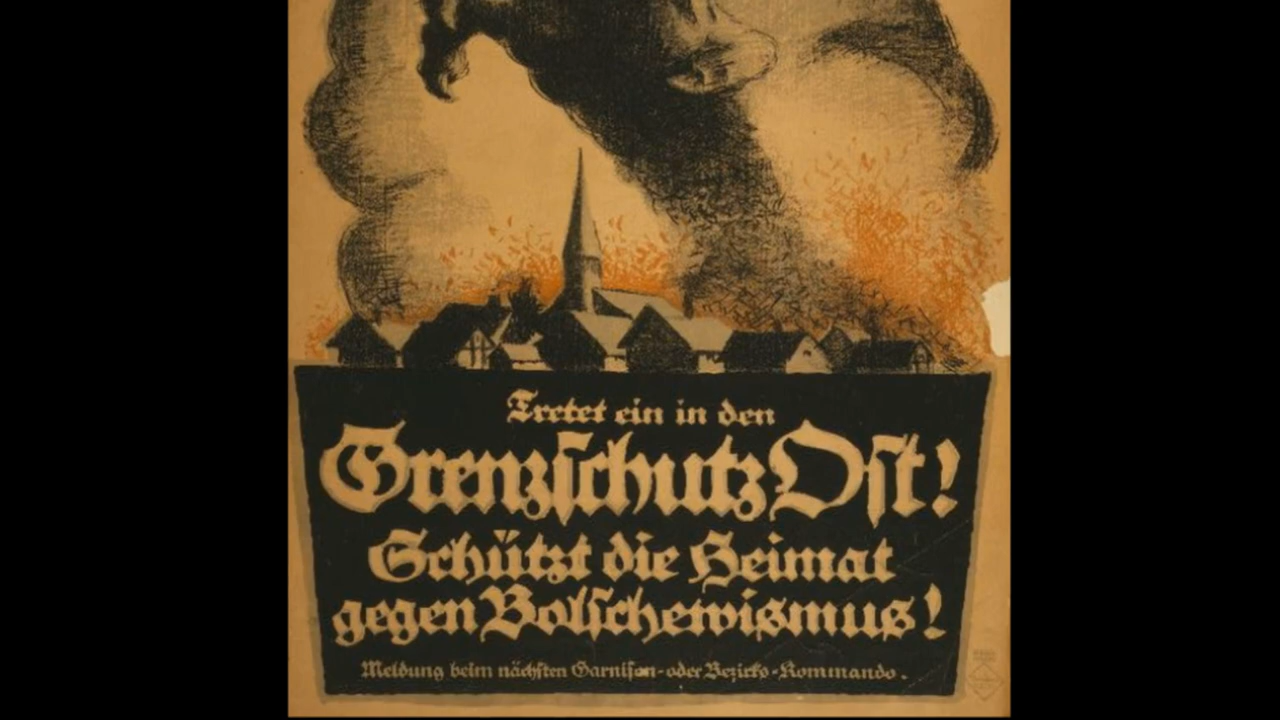 Tretet ein in den
Grenzschutz Ost!
Schützt die Heimat
gegen Bolschewismus!
Meldung beim nächsten Garnison- oder Bezirks-Kommando.